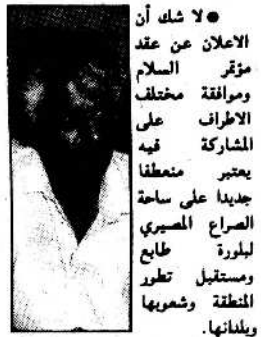 ● لا شك أن
الاعلان عن عقد
مؤتمر السلام
وموافقة مختلف
الاطراف على
المشاركة فيه
يعتبر منعطفا
جديدا على ساحة
الصراع المصيري
لبلورة طابع
ومستقبل تطور
المنطقة وشعوبها
وبلدانها.